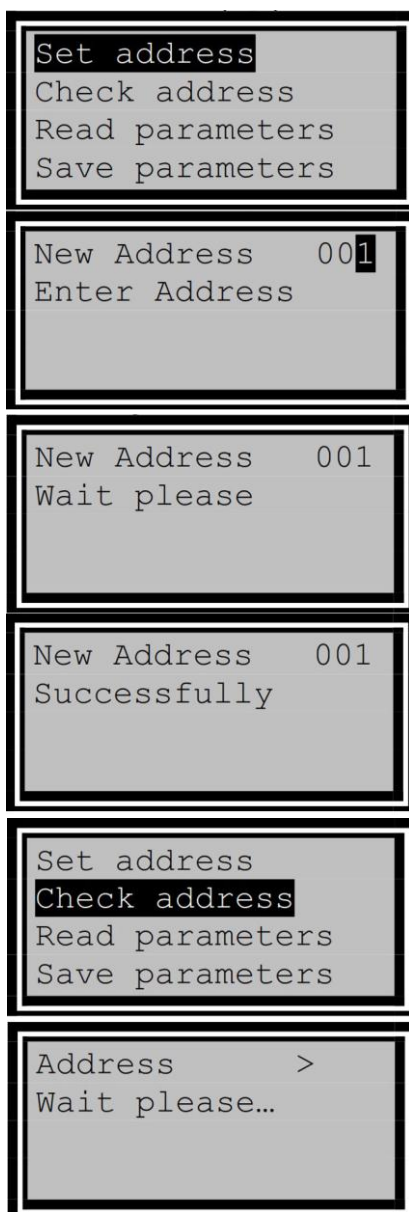 Set address
Check address
Read parameters
Save parameters
New Address 001
Enter Address
New Address 001
Wait please
New Address 001
Successfully
Set address
Check address
Read parameters
Save parameters
Address >
Wait please…